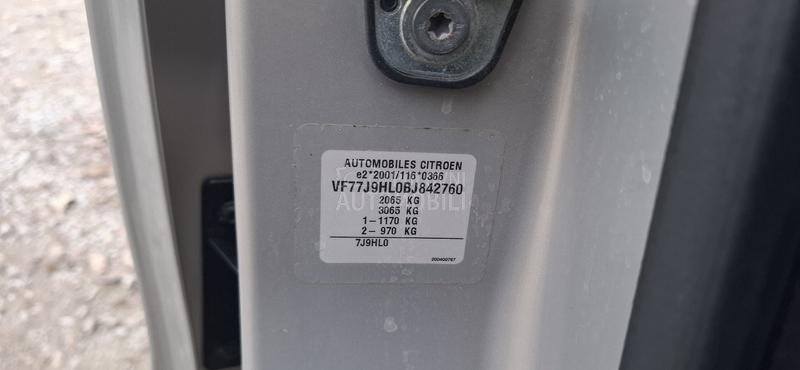 AUTOMOBILES CITROEN
e2*2001/116*0366
VF77J9HL0BJ842760
2065 KG
3065 KG
1- 1170 KG
2- 970 KG
7J9HL0